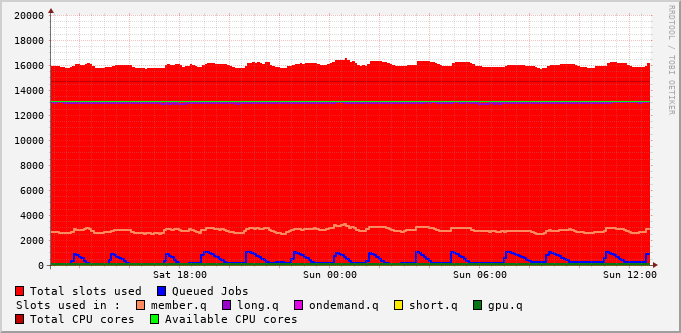 20000
18000
16000
14000
12000
10000
8000
6000
4000
2000
0
Sat 18:00 Sun 00:00 Sun 06:00 Sun 12:00
RRDTOOL / TOBI OETIKER
Total slots used Queued Jobs
Slots used in : member.q long.q ondemand.q short.q gpu.q
Total CPU cores Available CPU cores